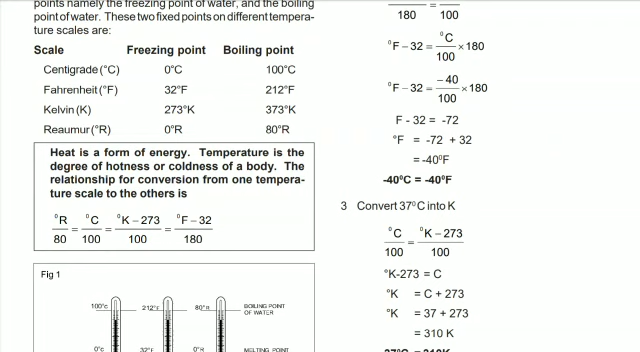 points namely the freezing point of water, and the boiling
point of water. These two fixed points on different tempera-
ture scales are:
Scale Freezing point Boiling point
Centigrade (°C) 0°C 100°C
Fahrenheit (°F) 32°F 212°F
Kelvin (K) 273°K 373°K
Reaumur (°R) 0°R 80°R
Heat is a form of energy. Temperature is the
degree of hotness or coldness of a body. The
relationship for conversion from one tempera-
ture scale to the others is
°R/80 = °C/100 = °K – 273/100 = °F – 32/180
Fig 1
100°c 212°F 80°R BOILING POINT
OF WATER
0°c 32°F 0°R MELTING POINT
180 = 100
°F – 32 = °C/100 × 180
°F – 32 = – 40/100 × 180
F - 32 = -72
°F = -72 + 32
= -40°F
-40°C = -40°F
3 Convert 37°C into K
°C/100 = °K – 273/100
°K-273 = C
°K = C + 273
°K = 37 + 273
= 310 K
37°C = 310K